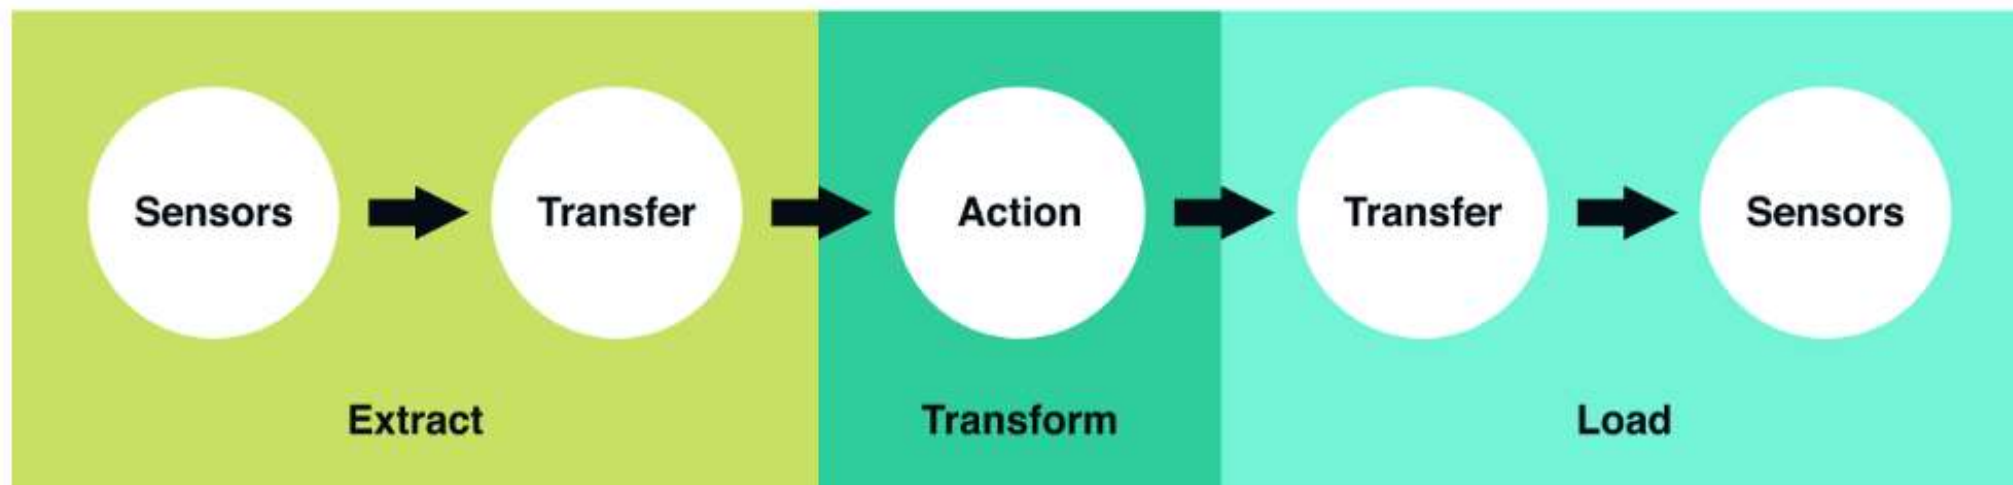 Sensors
Transfer
Action
Transfer
Sensors
Extract
Transform
Load